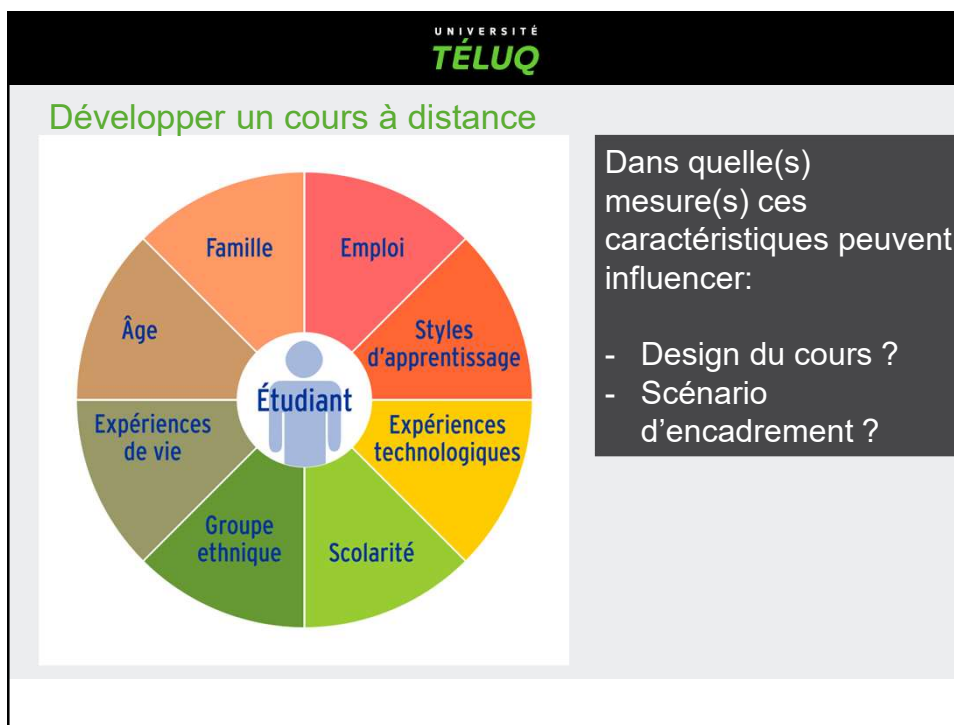 UNIVERSITÉ
TÉLUQ
Développer un cours à distance
Famille
Emploi
Âge
Styles
d'apprentissage
Étudiant
Expériences
de vie
Expériences
technologiques
Groupe
ethnique
Scolarité
Dans quelle(s)
mesure(s) ces
caractéristiques peuvent
influencer:
- Design du cours ?
- Scénario
d’encadrement ?